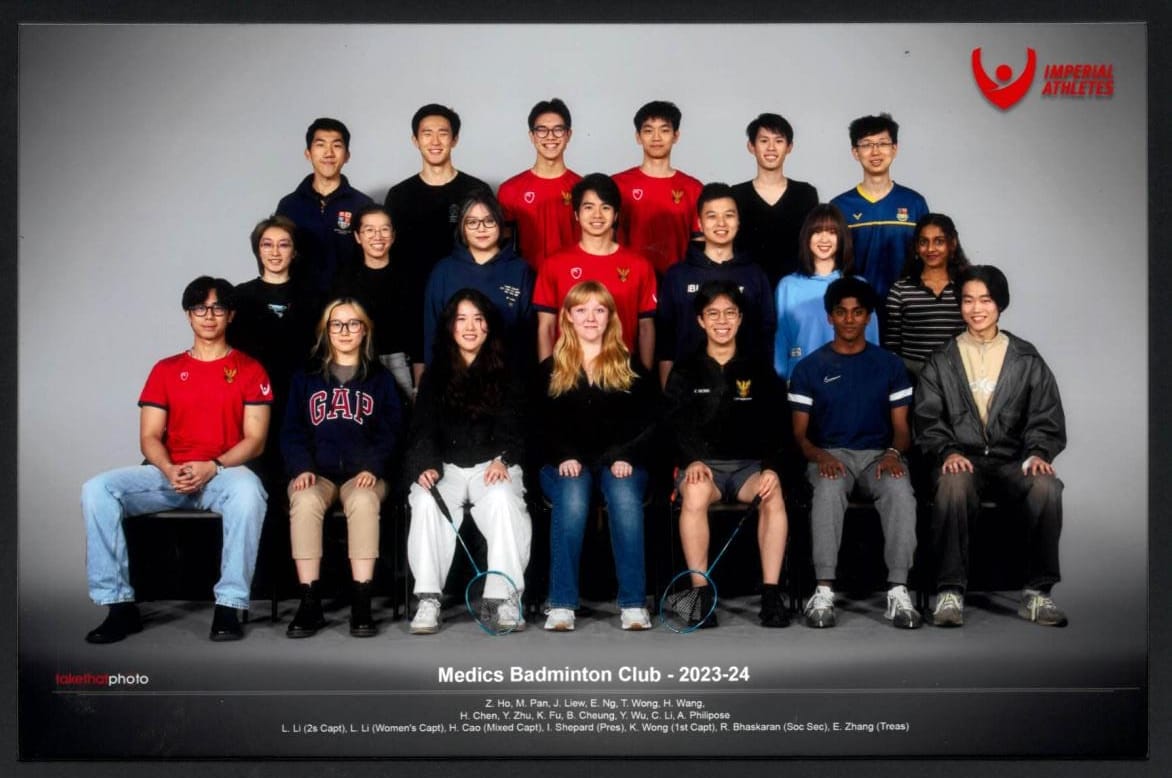 IMPERIAL
ATHLETES
GAP
takethatphoto
Medics Badminton Club - 2023-24
Z. Ho, M. Pan, J. Liew, E. Ng, T. Wong, H. Wang,
H. Chen, Y. Zhu, K. Fu, B. Cheung, Y. Wu, C. Li, A. Philipose
L. Li (2s Capt), L. Li (Women's Capt), H. Cao (Mixed Capt), I. Shepard (Pres), K. Wong (1st Capt), R. Bhaskaran (Soc Sec), E. Zhang (Treas)